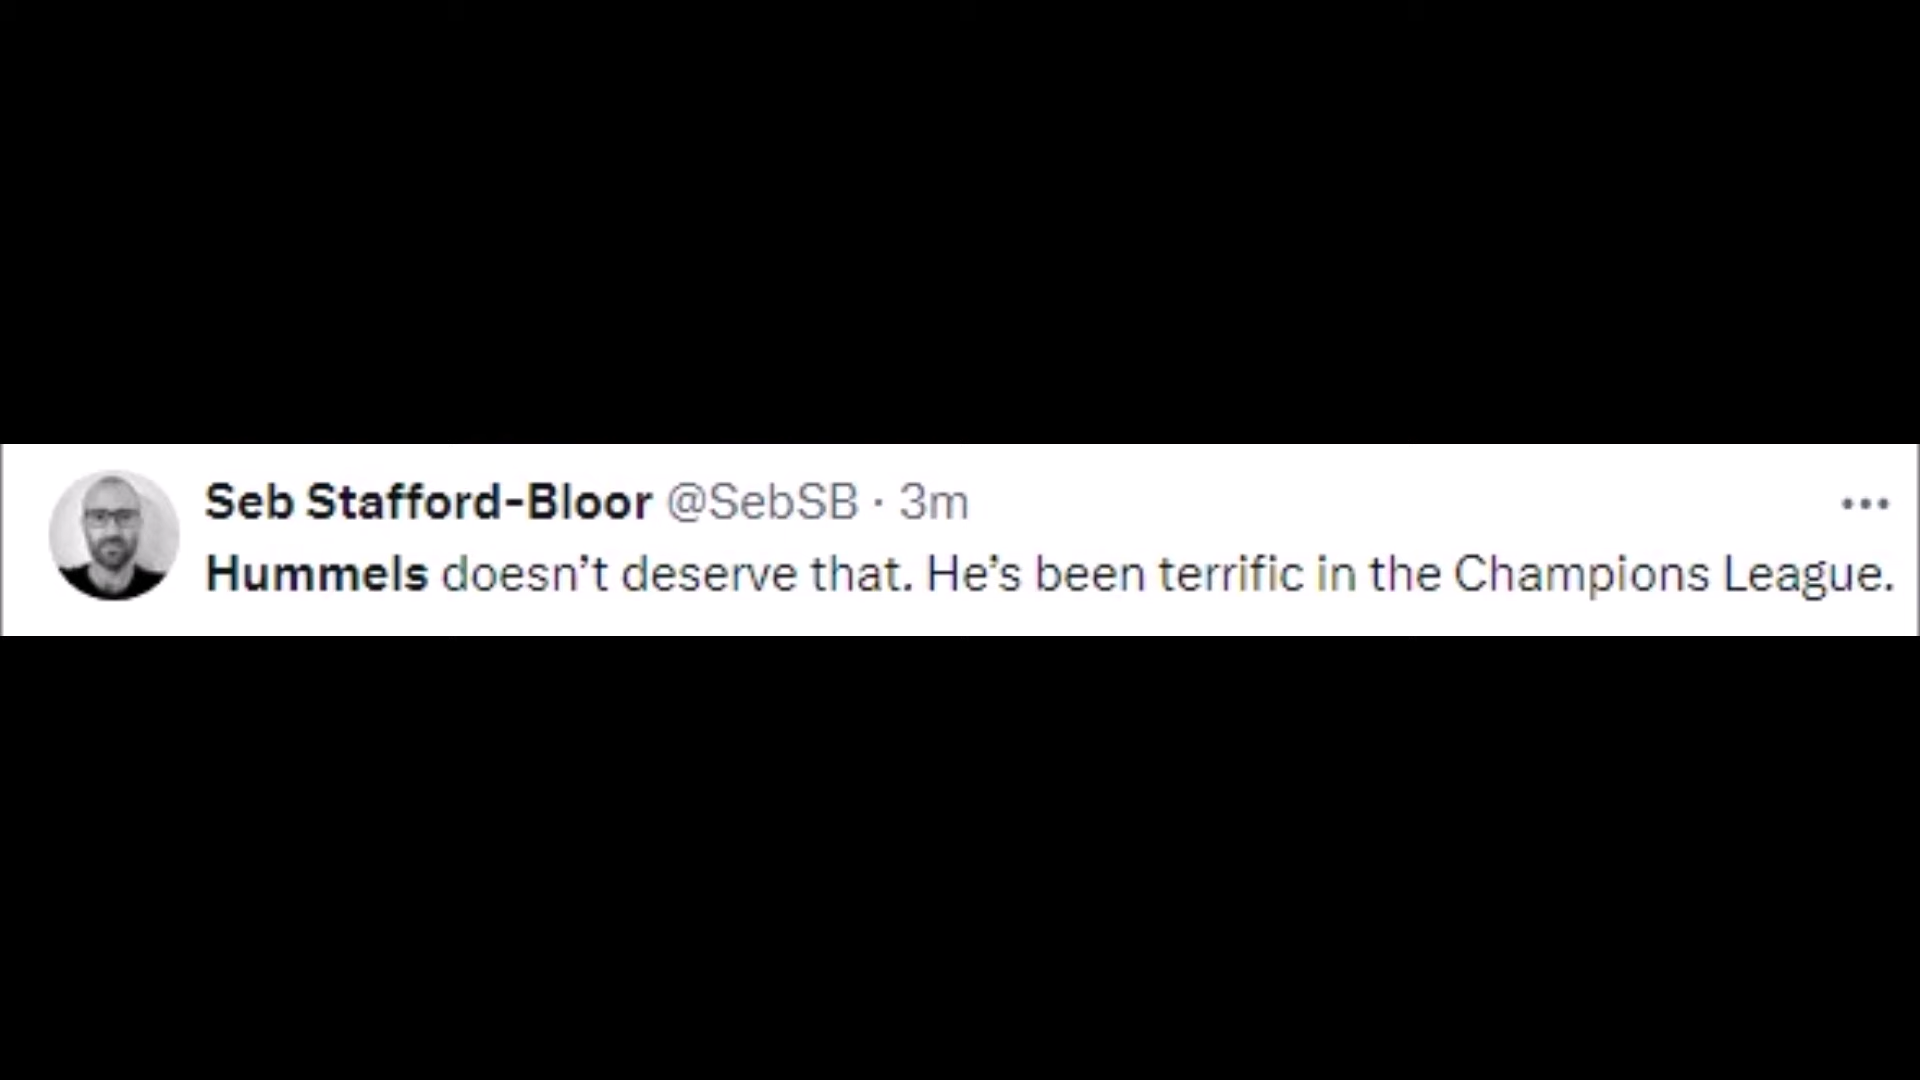 Seb Stafford-Bloor @SebSB · 3m
Hummels doesn’t deserve that. He’s been terrific in the Champions League.